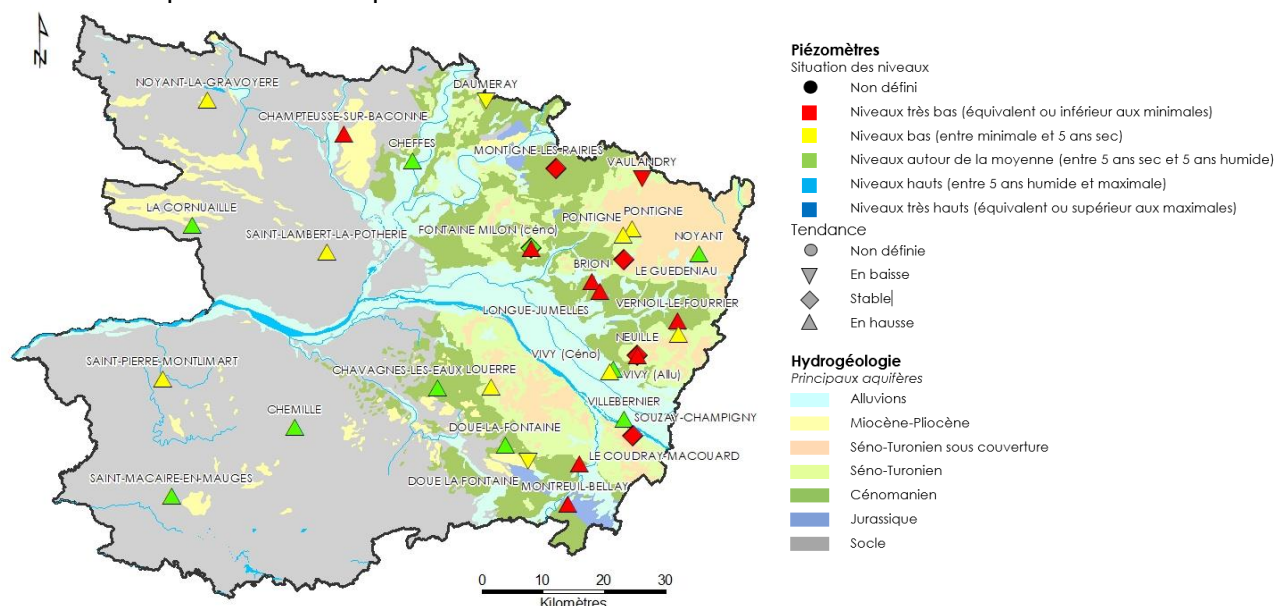 N
NOYANT-LA-GRAVOYERE
DAUMERAY
CHAMPTEUSSE-SUR-BACONNE
CHEFFES
MONTIGNE-LES-RAIRIES
VAULANDRY
LA CORNUAILLE
PONTIGNE
PONTIGNE
SAINT-LAMBERT-LA-POTHERIE
FONTAINE MILON (céno)
NOYANT
BRION
LE GUEDENIAU
LONGUE-JUMELLES
VERNOIL-LE-FOURRIER
NEUILLE
SAINT-PIERRE-MONTLIMART
VIVY (Céno)
CHAVAGNES-LES-EAUX
LOUERRE
VIVY (Allu)
CHEMILLE
VILLEBERNIER
SOUZAY-CHAMPIGNY
DOUE-LA-FONTAINE
LE COUDRAY-MACOUARD
SAINT-MACAIRE-EN-MAUGES
DOUE LA FONTAINE
MONTREUIL-BELLAY
0 10 20 30
Kilomètres
Piézomètres
Situation des niveaux
Non défini
Niveaux très bas (équivalent ou inférieur aux minimales)
Niveaux bas (entre minimale et 5 ans sec)
Niveaux autour de la moyenne (entre 5 ans sec et 5 ans humide)
Niveaux hauts (entre 5 ans humide et maximale)
Niveaux très hauts (équivalent ou supérieur aux maximales)
Tendance
Non définie
En baisse
Stable
En hausse
Hydrogéologie
Principaux aquifères
Alluvions
Miocène-Pliocène
Séno-Turonien sous couverture
Séno-Turonien
Cénomanien
Jurassique
Socle